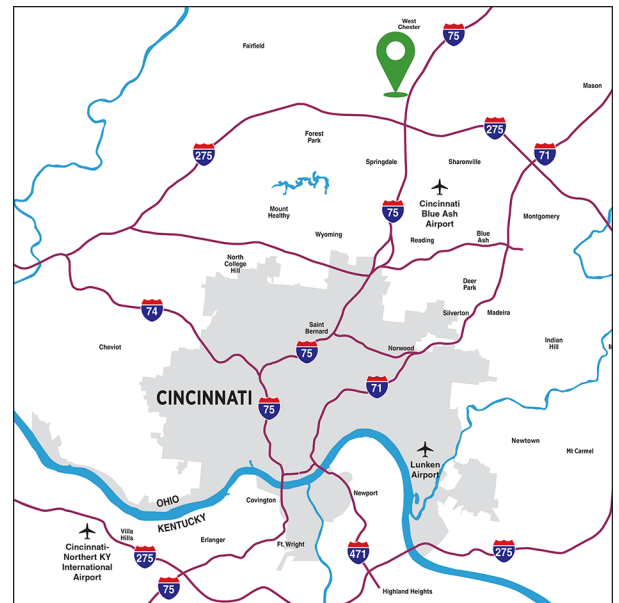 West
Chester
75
Fairfield
Mason
275
71
275
Forest
Park
Springdale
Sharonville
Cincinnati
Blue Ash
Airport
75
Mount
Healthy
Montgomery
Wyoming
Reading
Blue
Ash
North
College
Hill
Deer
Park
74
Silverton
Madeira
Saint
Bernard
Indian
Hill
M
Cheviot
75
Norwood
71
CINCINNATI
75
Newtown
Mt Carmel
Lunken
Airport
OHIO
KENTUCKY
Covington
Newport
Villa
Hills
Erlanger
Ft. Wright
Cincinnati-
Northert KY
International
Airport
275
471
275
75
Highland Heights